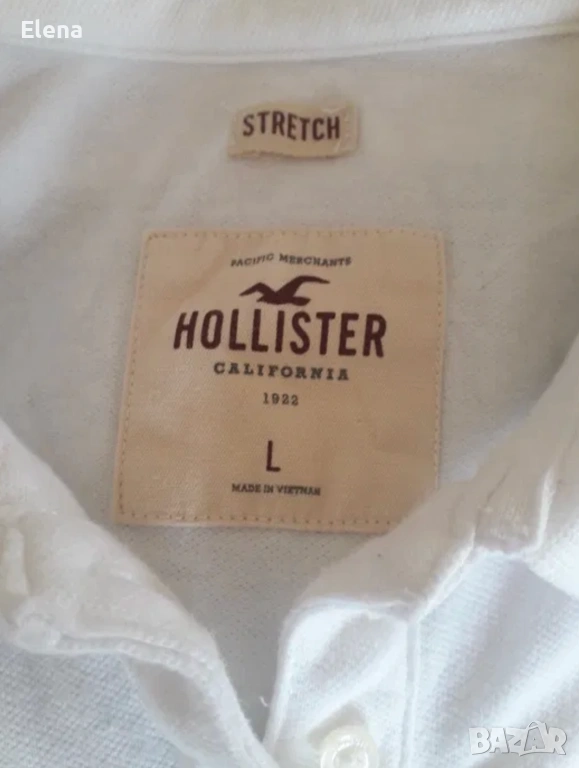 Elena
STRETCH
PACIFIC MERCHANTS
HOLLISTER
CALIFORNIA
1922
L
MADE IN VIETNAM
BAZAR